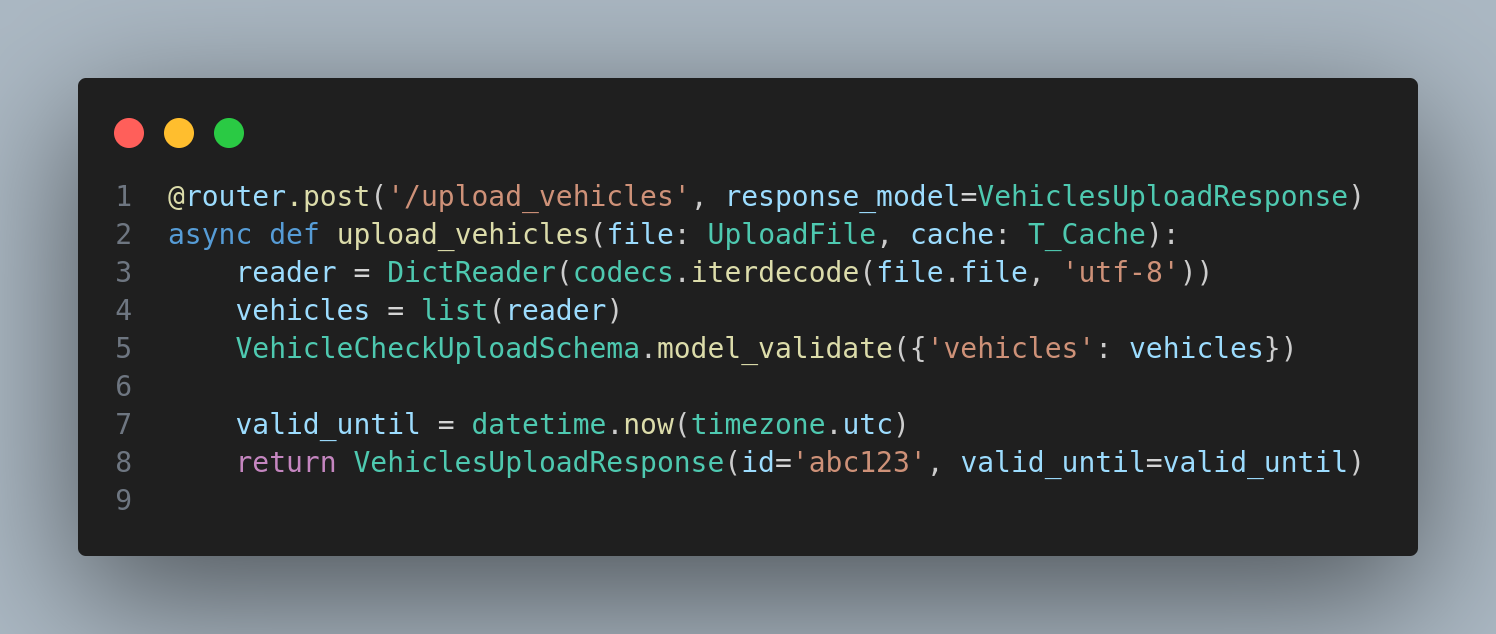 1 @router.post('/upload_vehicles', response_model=VehiclesUploadResponse)
2 async def upload_vehicles(file: UploadFile, cache: T_Cache):
3     reader = DictReader(codecs.iterdecode(file.file, 'utf-8'))
4     vehicles = list(reader)
5     VehicleCheckUploadSchema.model_validate({'vehicles': vehicles})
6
7     valid_until = datetime.now(timezone.utc)
8     return VehiclesUploadResponse(id='abc123', valid_until=valid_until)
9